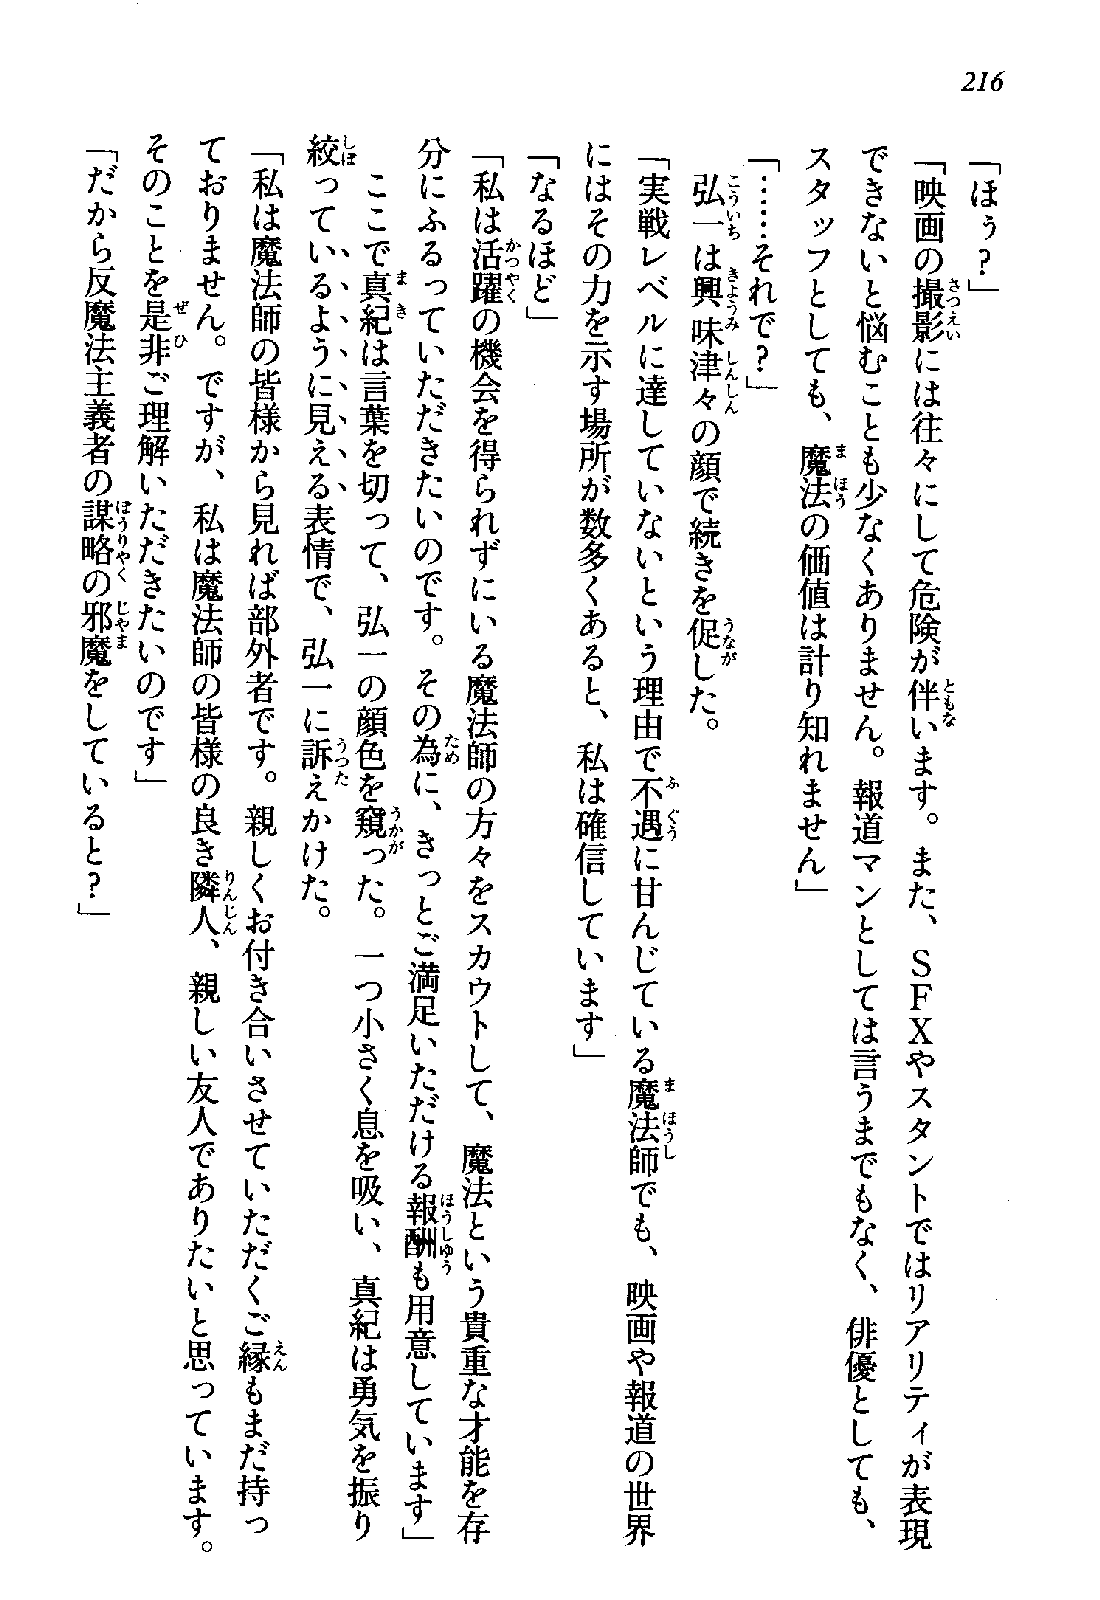 216
「ほぅ?」
「映画の撮影には往々にして危険が伴います。また、SFXやスタントではリアリティが表現
できないと悩むことも少なくありません。報道マンとしては言うまでもなく、俳優としても、
スタッフとしても、魔法の価値は計り知れません」
「……それで?」
弘一は興味津々の顔で続きを促した。
「実戦レベルに達していないという理由で不遇に甘んじている魔法師でも、映画や報道の世界
にはその力を示す場所が数多くあると、私は確信しています」
「なるほど」
「私は活躍の機会を得られずにいる魔法師の方々をスカウトして、魔法という貴重な才能を存
分にふるっていただきたいのです。その為に、きっとご満足いただける報酬も用意しています」
ここで真紀は言葉を切って、弘一の顔色を窺った。一つ小さく息を吸い、真紀は勇気を振り
絞っているように見える表情で、弘一に訴えかけた。
「私は魔法師の皆様から見れば部外者です。親しくお付き合いさせていただくご縁もまだ持っ
ておりません。ですが、私は魔法師の皆様の良き隣人、親しい友人でありたいと思っています。
そのことを是非ご理解いただきたいのです」
「だから反魔法主義者の謀略の邪魔をしていると?」